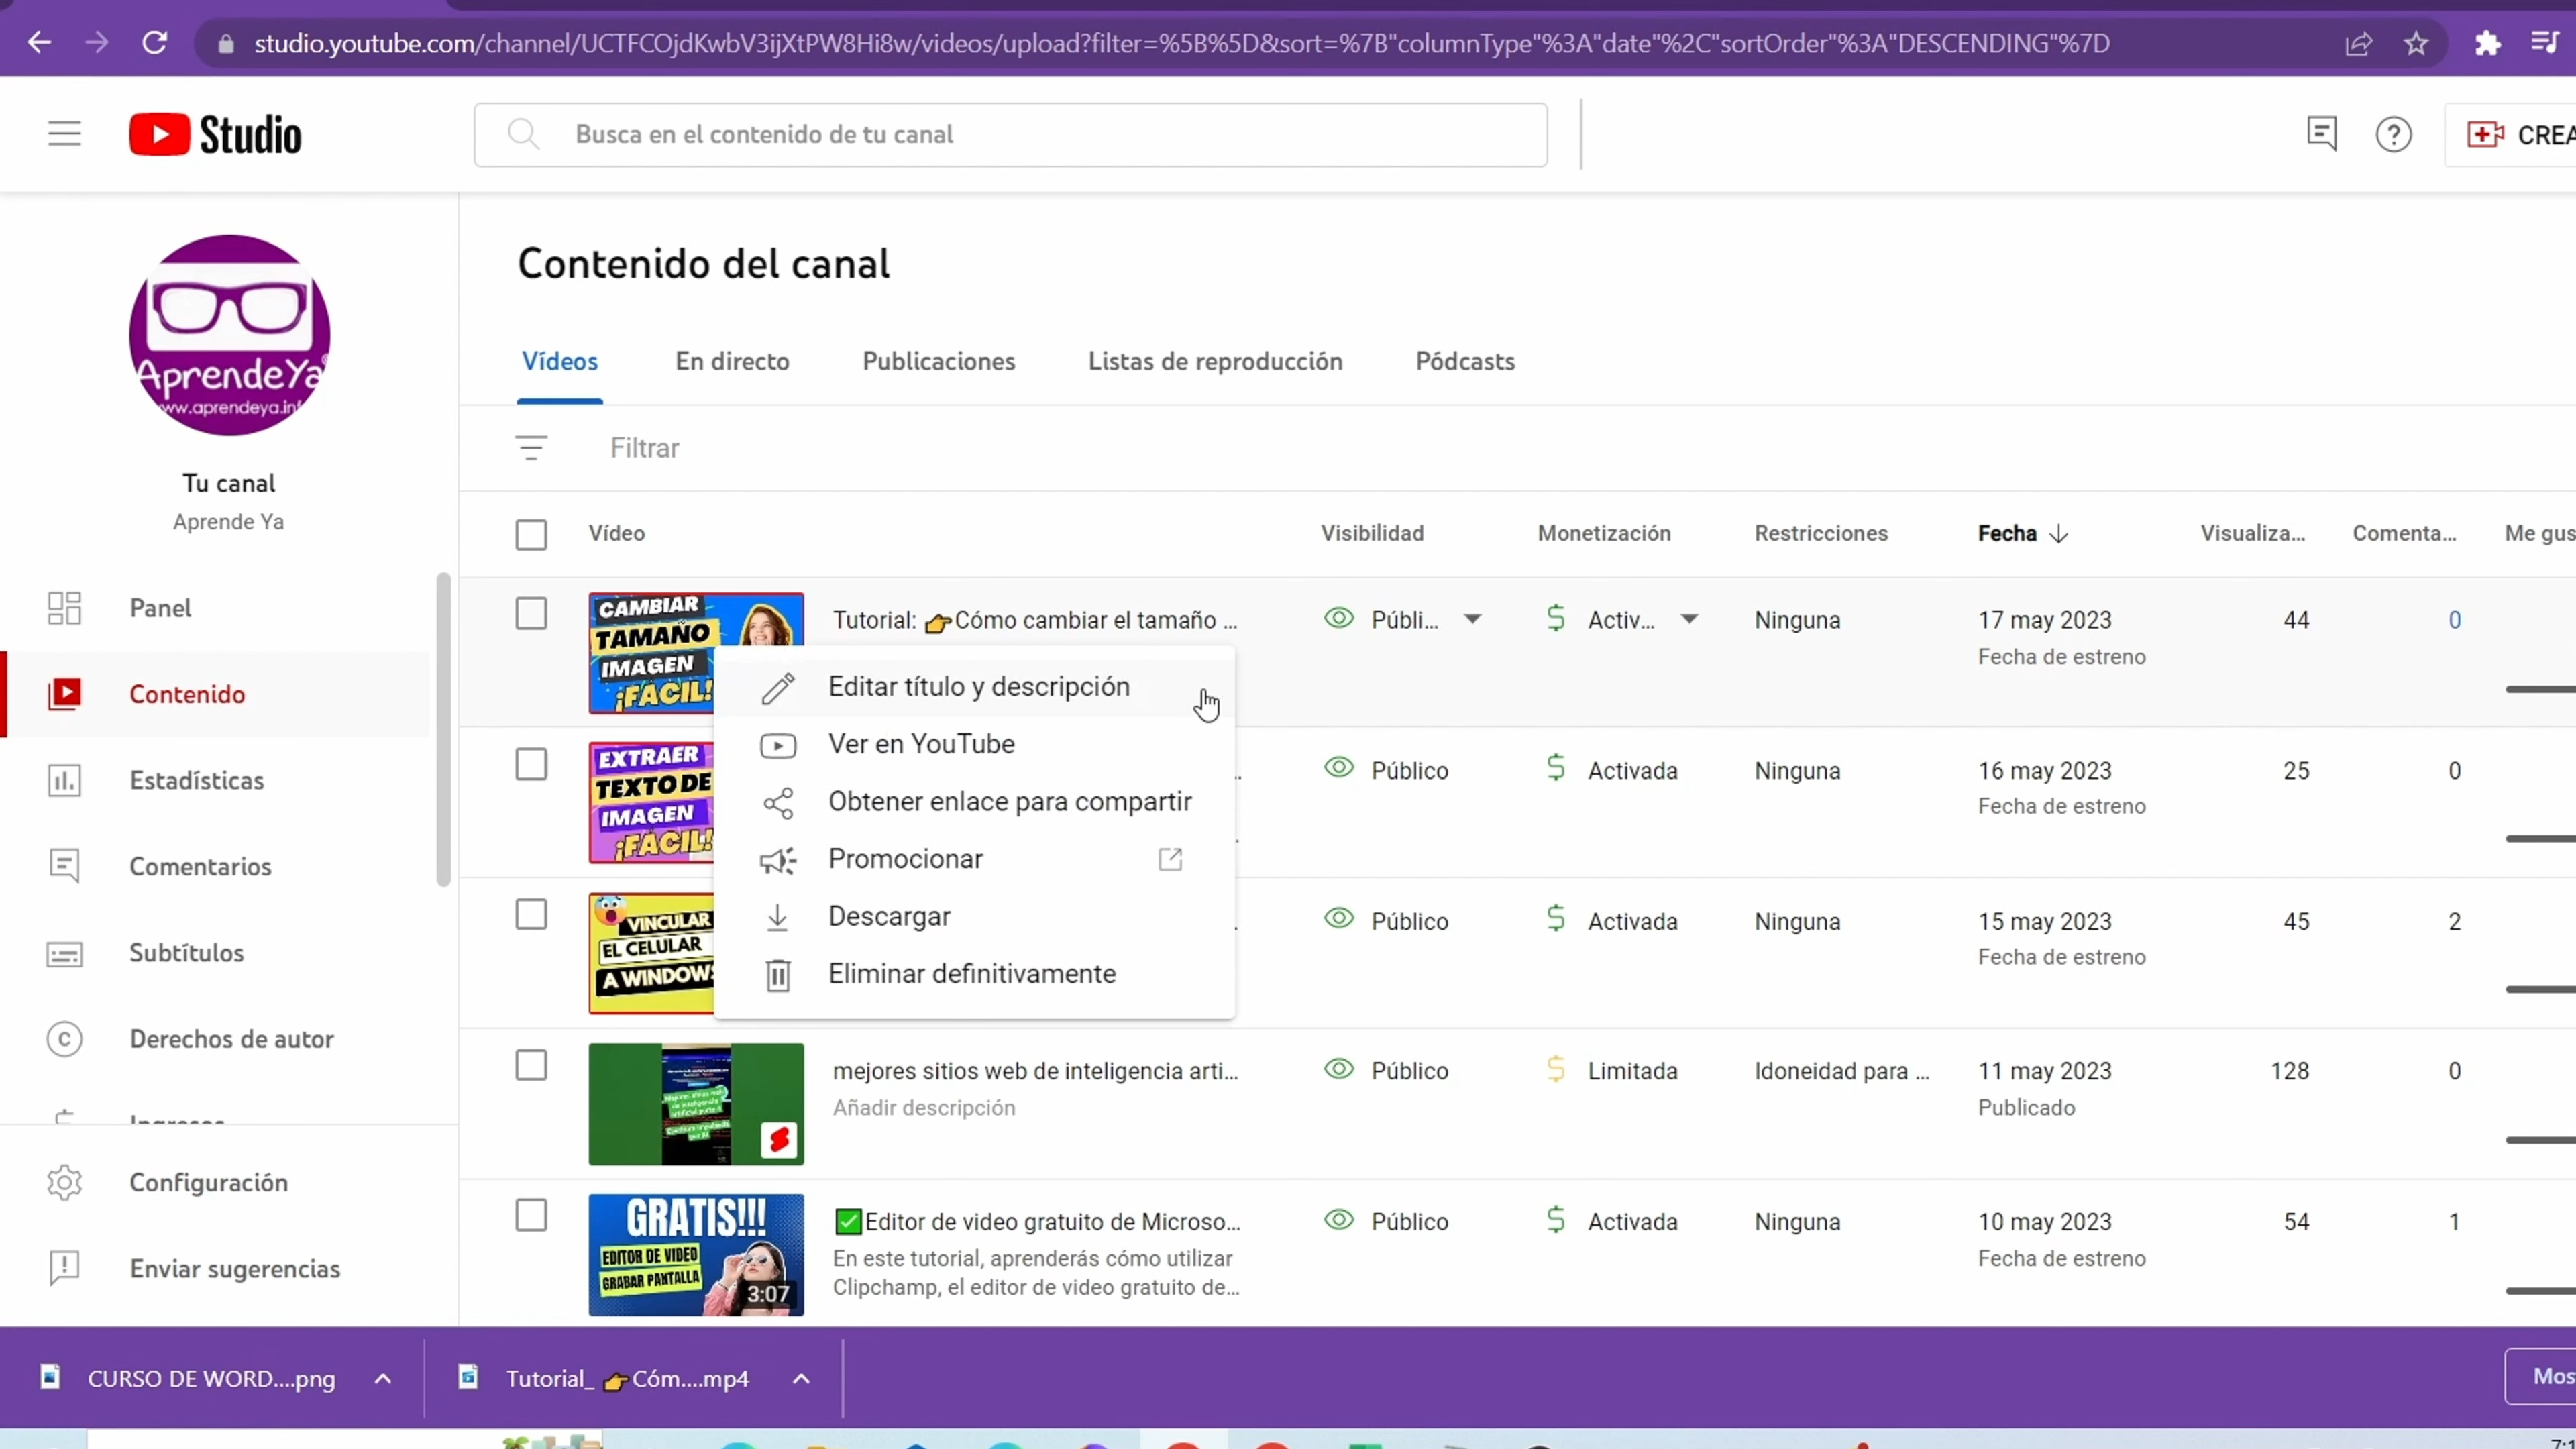 studio.youtube.com/channel/UCTFCOjdKwbV3ijXtPW8Hi8w/videos/upload?filter=%5B%5D&sort=%7B"columnType"%3A"date"%2C"sortOrder"%3A"DESCENDING"%7D
Studio
Busca en el contenido de tu canal
CREA
AprendeYa
www.aprendeya.inf
Tu canal
Aprende Ya
Panel
Contenido
Estadísticas
Comentarios
Subtítulos
Derechos de autor
Ingresos
Configuración
Enviar sugerencias
Contenido del canal
Vídeos En directo Publicaciones Listas de reproducción Pódcasts
Filtrar
Vídeo Visibilidad Monetización Restricciones Fecha Visualiza... Comenta... Me gus
CAMBIAR
TAMAÑO
IMAGEN
¡FÁCIL!
Tutorial: 👉Cómo cambiar el tamaño ... Públi... Activ... Ninguna 17 may 2023 44 0
Fecha de estreno
Editar título y descripción
Ver en YouTube
Obtener enlace para compartir
Promocionar
Descargar
Eliminar definitivamente
EXTRAER
TEXTO DE
IMAGEN
¡FÁCIL!
Público Activada Ninguna 16 may 2023 25 0
Fecha de estreno
VINCULAR
EL CELULAR
A WINDOWS
Público Activada Ninguna 15 may 2023 45 2
Fecha de estreno
mejores sitios web de inteligencia arti... Público Limitada Idoneidad para ... 11 may 2023 128 0
Añadir descripción Publicado
GRATIS!!!
EDITOR DE VIDEO
GRABAR PANTALLA
3:07
✅Editor de video gratuito de Microso... Público Activada Ninguna 10 may 2023 54 1
En este tutorial, aprenderás cómo utilizar Fecha de estreno
Clipchamp, el editor de video gratuito de...
CURSO DE WORD....png Tutorial_ 👉Cóm....mp4 Mos